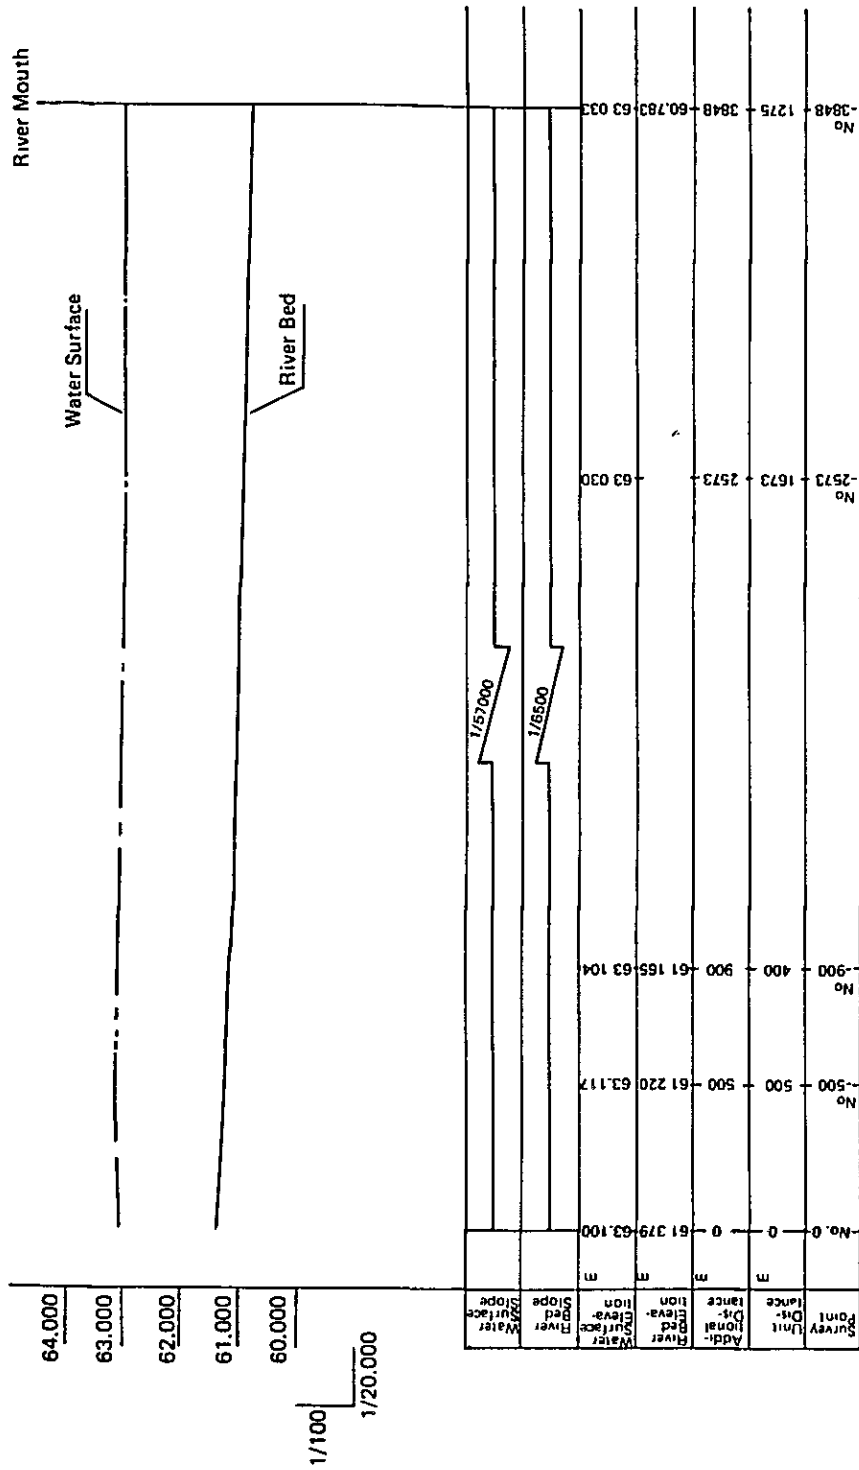 River Mouth
64.000
63.000
62.000
61.000
60.000
1/100
1/20.000
Water Surface
River Bed
Water
Surface
Slope
1/57000
River
Bed
Slope
1/6500
Water
Surface
Eleva-
tion
m
63.100
63.117
63 104
63 030
63 033
River
Bed
Eleva-
tion
m
61 379
61 220
61 165
60.783
Addi-
tional
Dis-
tance
m
0
500
900
2573
3848
Unit
Dis-
tance
m
0
500
400
1673
1275
Survey
Point
No. 0
No
-500
No
-900
No
-2573
No
-3848